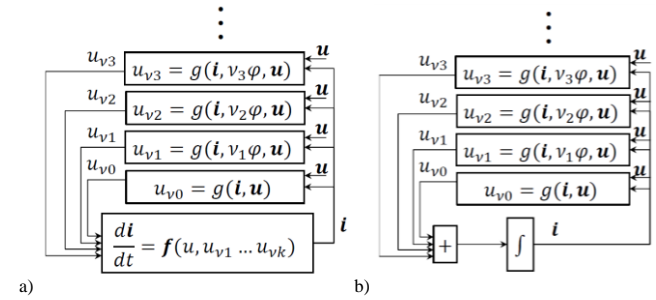 u_{ν3} u_{ν3} = g(i, ν_3φ, u) u
u_{ν2} u_{ν2} = g(i, ν_2φ, u) u
u_{ν1} u_{ν1} = g(i, ν_1φ, u) u
u_{ν0} u_{ν0} = g(i, u) u
di/dt = f(u, u_{ν1} … u_{νk}) i
a)
u_{ν3} u_{ν3} = g(i, ν_3φ, u) u
u_{ν2} u_{ν2} = g(i, ν_2φ, u) u
u_{ν1} u_{ν1} = g(i, ν_1φ, u) u
u_{ν0} u_{ν0} = g(i, u) u
+ ∫ i
b)